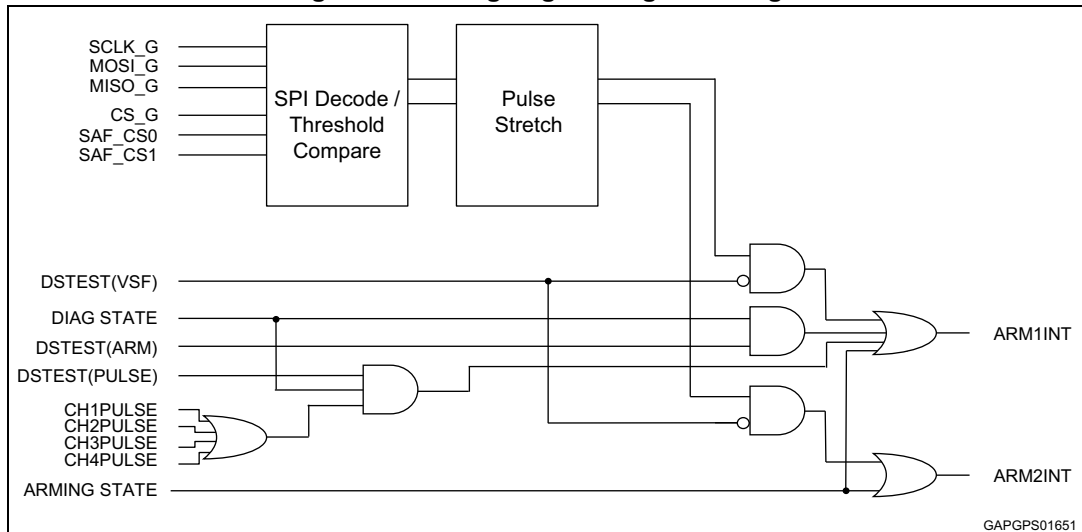 SCLK_G
MOSI_G
MISO_G
CS_G
SAF_CS0
SAF_CS1
SPI Decode /
Threshold
Compare
Pulse
Stretch
DSTEST(VSF)
DIAG STATE
DSTEST(ARM)
DSTEST(PULSE)
CH1PULSE
CH2PULSE
CH3PULSE
CH4PULSE
ARMING STATE
ARM1INT
ARM2INT
GAPGPS01651